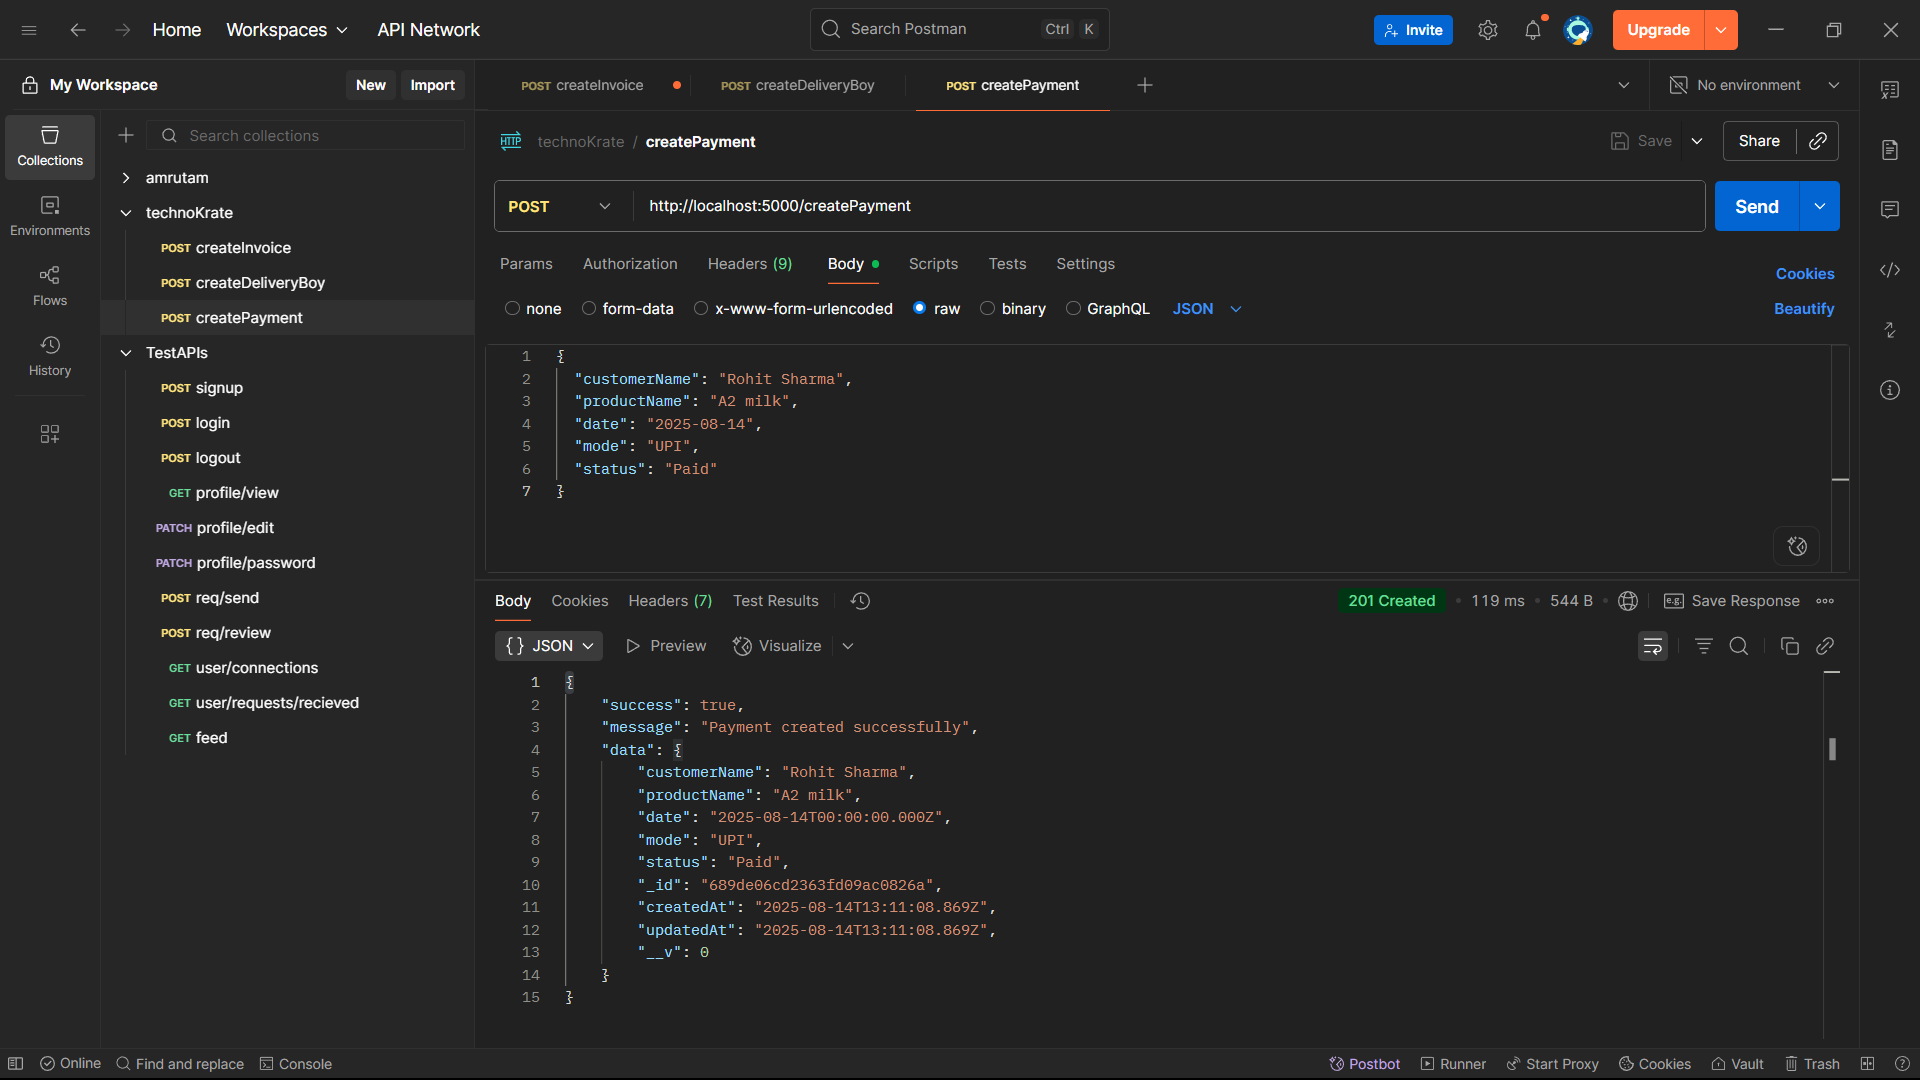 Home Workspaces API Network Search Postman Ctrl K Invite Upgrade
My Workspace New Import
POST createInvoice POST createDeliveryBoy POST createPayment No environment
Collections
Environments
Flows
History
Search collections
amrutam
technoKrate
POST createInvoice
POST createDeliveryBoy
POST createPayment
TestAPIs
POST signup
POST login
POST logout
GET profile/view
PATCH profile/edit
PATCH profile/password
POST req/send
POST req/review
GET user/connections
GET user/requests/recieved
GET feed
HTTP technoKrate / createPayment Save Share
POST http://localhost:5000/createPayment Send
Params Authorization Headers (9) Body Scripts Tests Settings Cookies
none form-data x-www-form-urlencoded raw binary GraphQL JSON Beautify
1 {
2 "customerName": "Rohit Sharma",
3 "productName": "A2 milk",
4 "date": "2025-08-14",
5 "mode": "UPI",
6 "status": "Paid"
7 }
Body Cookies Headers (7) Test Results 201 Created • 119 ms • 544 B • e.g. Save Response
{} JSON Preview Visualize
1 {
2 "success": true,
3 "message": "Payment created successfully",
4 "data": {
5 "customerName": "Rohit Sharma",
6 "productName": "A2 milk",
7 "date": "2025-08-14T00:00:00.000Z",
8 "mode": "UPI",
9 "status": "Paid",
10 "_id": "689de06cd2363fd09ac0826a",
11 "createdAt": "2025-08-14T13:11:08.869Z",
12 "updatedAt": "2025-08-14T13:11:08.869Z",
13 "__v": 0
14 }
15 }
Online Find and replace Console Postbot Runner Start Proxy Cookies Vault Trash